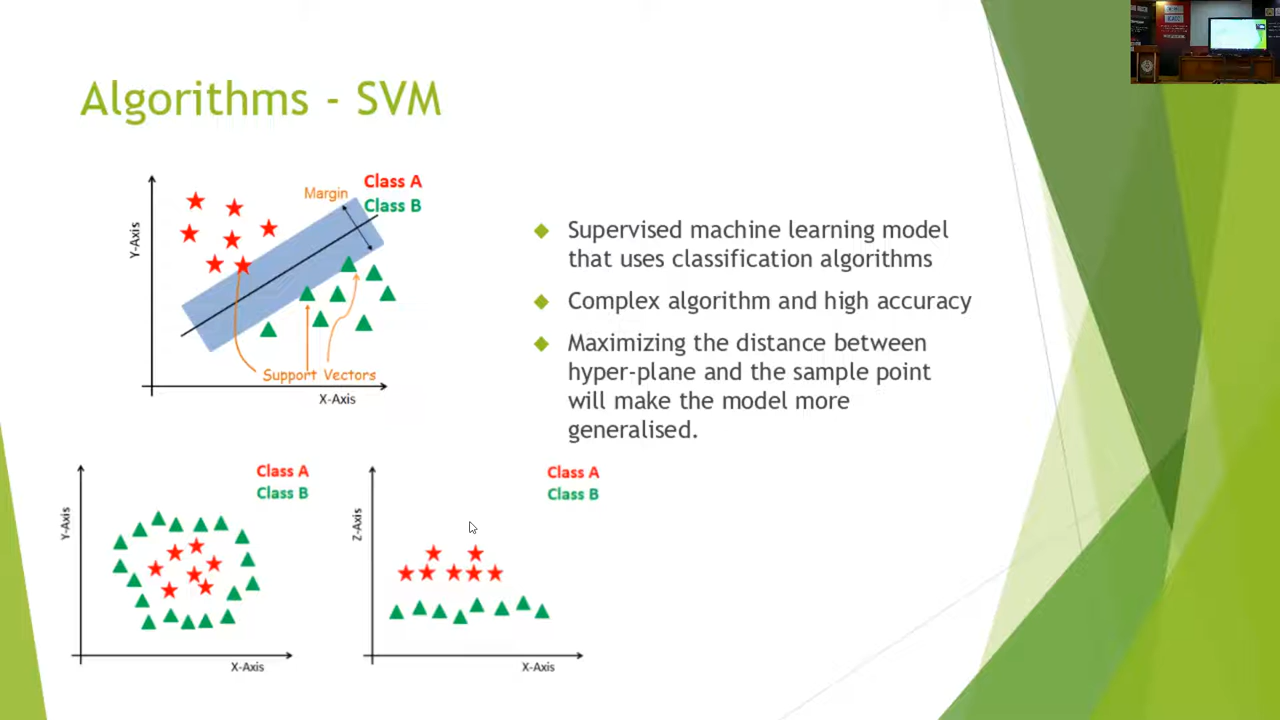 Algorithms - SVM
Class A
Margin
Class B
Y-Axis
Support Vectors
X-Axis
Supervised machine learning model
that uses classification algorithms
Complex algorithm and high accuracy
Maximizing the distance between
hyper-plane and the sample point
will make the model more
generalised.
Class A
Class B
Y-Axis
X-Axis
Class A
Class B
Z-Axis
X-Axis